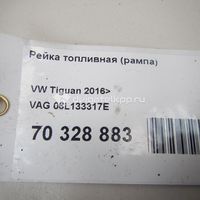 Рейка топливная (рампа)
VW Tiguan 2016>
VAG 06L133317E
70 328 883